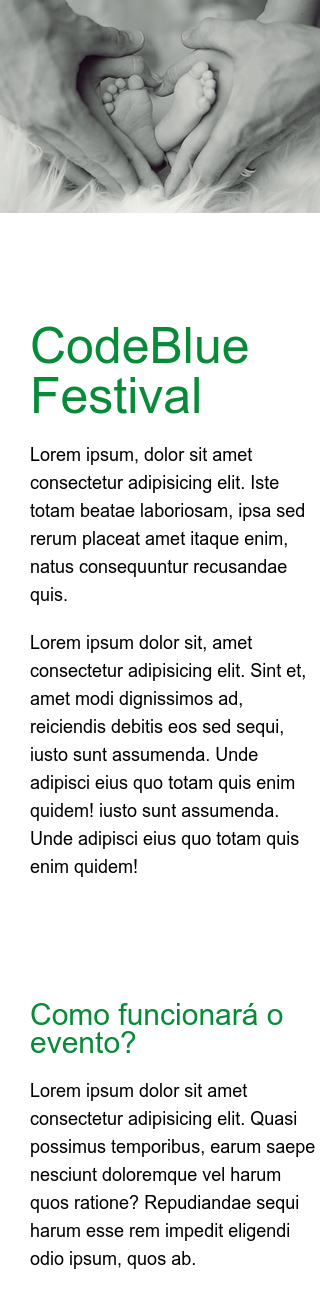 CodeBlue
Festival
Lorem ipsum, dolor sit amet
consectetur adipisicing elit. Iste
totam beatae laboriosam, ipsa sed
rerum placeat amet itaque enim,
natus consequuntur recusandae
quis.
Lorem ipsum dolor sit, amet
consectetur adipisicing elit. Sint et,
amet modi dignissimos ad,
reiciendis debitis eos sed sequi,
iusto sunt assumenda. Unde
adipisci eius quo totam quis enim
quidem! iusto sunt assumenda.
Unde adipisci eius quo totam quis
enim quidem!
Como funcionará o
evento?
Lorem ipsum dolor sit amet
consectetur adipisicing elit. Quasi
possimus temporibus, earum saepe
nesciunt doloremque vel harum
quos ratione? Repudiandae sequi
harum esse rem impedit eligendi
odio ipsum, quos ab.